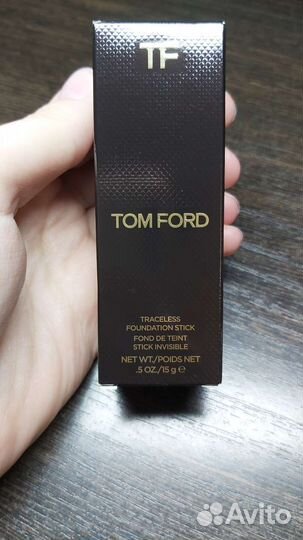 TF
TOM FORD
TRACELESS
FOUNDATION STICK
FOND DE TEINT
STICK INVISIBLE
NET WT./POIDS NET
.5 OZ./15 g ℮
Avito